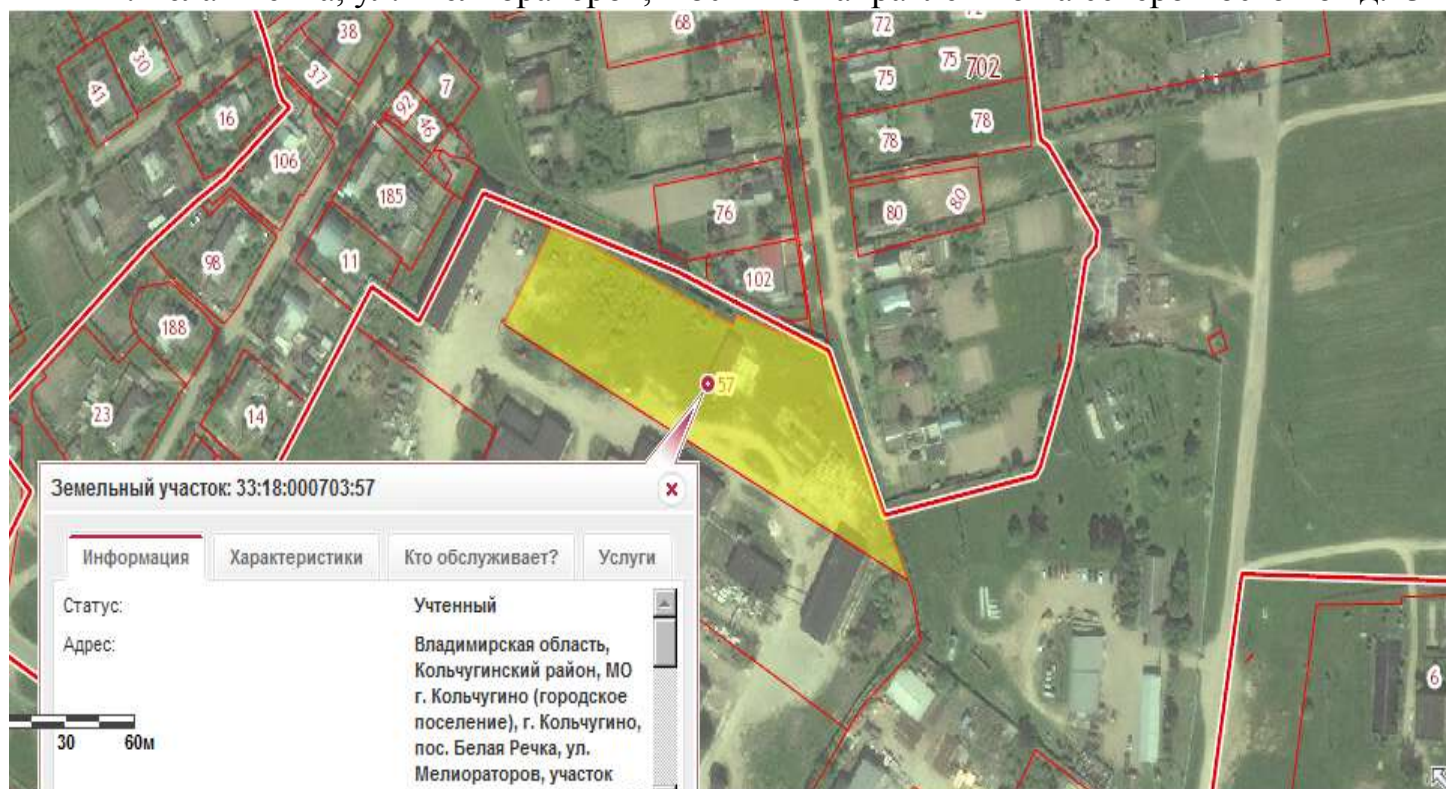 38
68
72
72
30
41
37
7
75
75
702
92
46
16
78
78
106
185
76
80
80
98
11
102
188
57
23
14
Земельный участок: 33:18:000703:57
Информация Характеристики Кто обслуживает? Услуги
Статус: Учтенный
Адрес: Владимирская область,
Кольчугинский район, МО
г. Кольчугино (городское
поселение), г. Кольчугино,
пос. Белая Речка, ул.
Мелиораторов, участок
30 60м
6